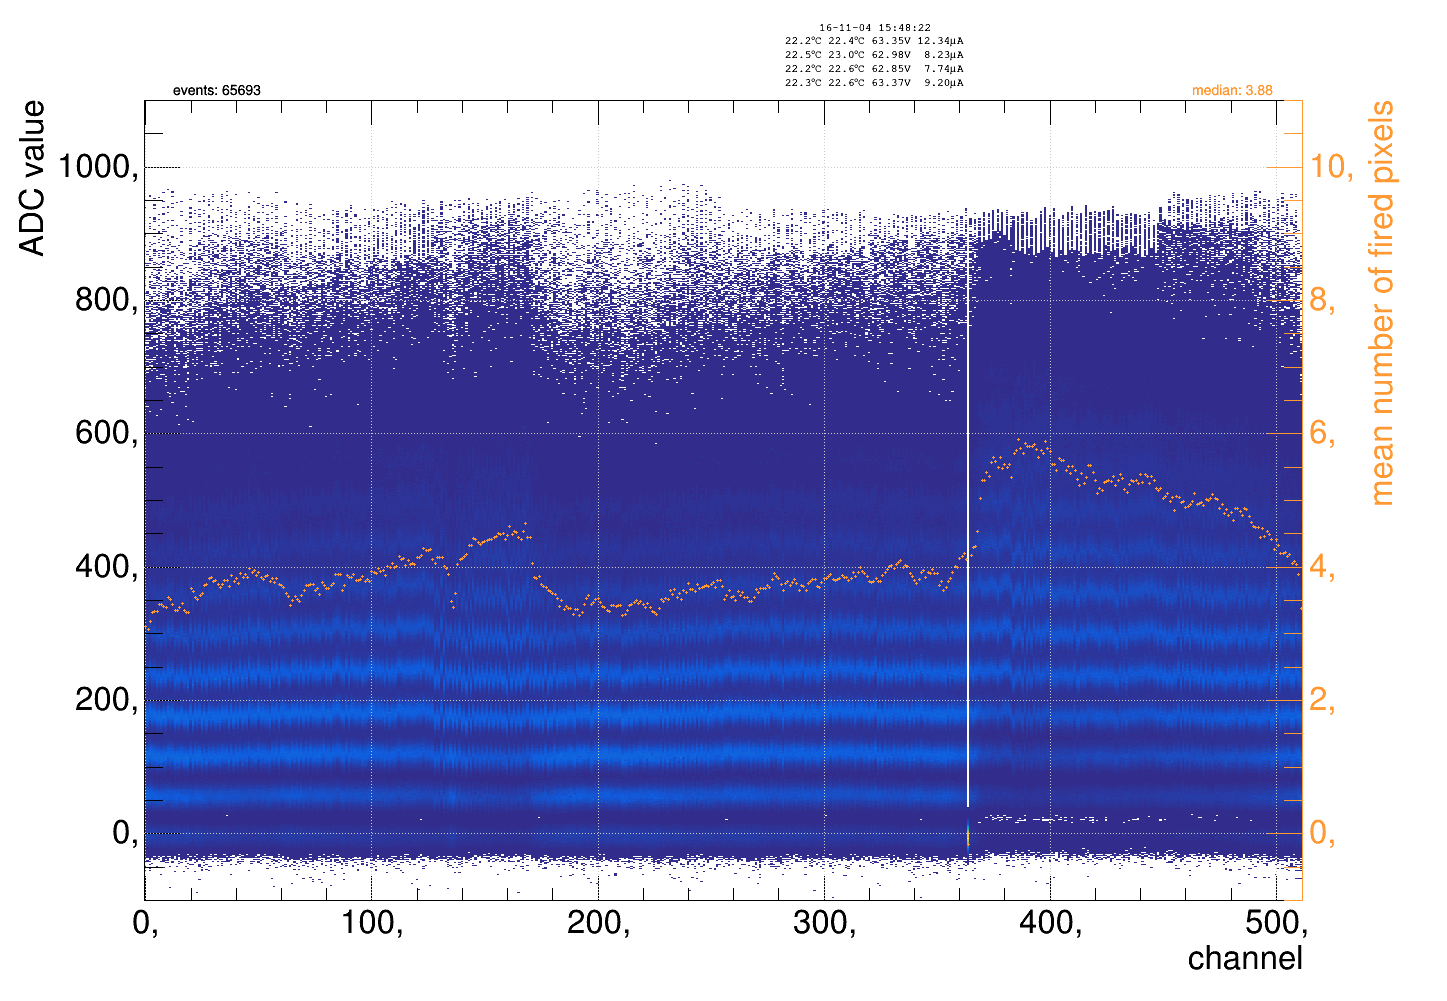 16-11-04 15:48:22
22.2°C 22.4°C 63.35V 12.34µA
22.5°C 23.0°C 62.98V 8.23µA
22.2°C 22.6°C 62.85V 7.74µA
22.3°C 22.6°C 63.37V 9.20µA
events: 65693
median: 3.88
ADC value
1000,
800,
600,
400,
200,
0,
10,
8,
6,
4,
2,
0,
mean number of fired pixels
0, 100, 200, 300, 400, 500,
channel